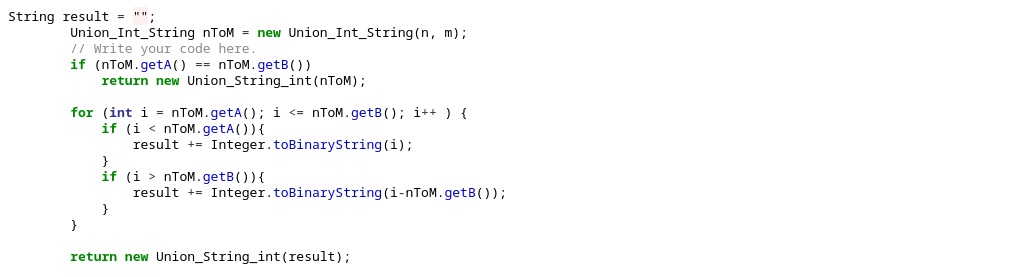 String result = "";
Union_Int_String nToM = new Union_Int_String(n, m);
// Write your code here.
if (nToM.getA() == nToM.getB())
return new Union_String_int(nToM);
for (int i = nToM.getA(); i <= nToM.getB(); i++ ) {
if (i < nToM.getA()){
result += Integer.toBinaryString(i);
}
if (i > nToM.getB()){
result += Integer.toBinaryString(i-nToM.getB());
}
}
return new Union_String_int(result);